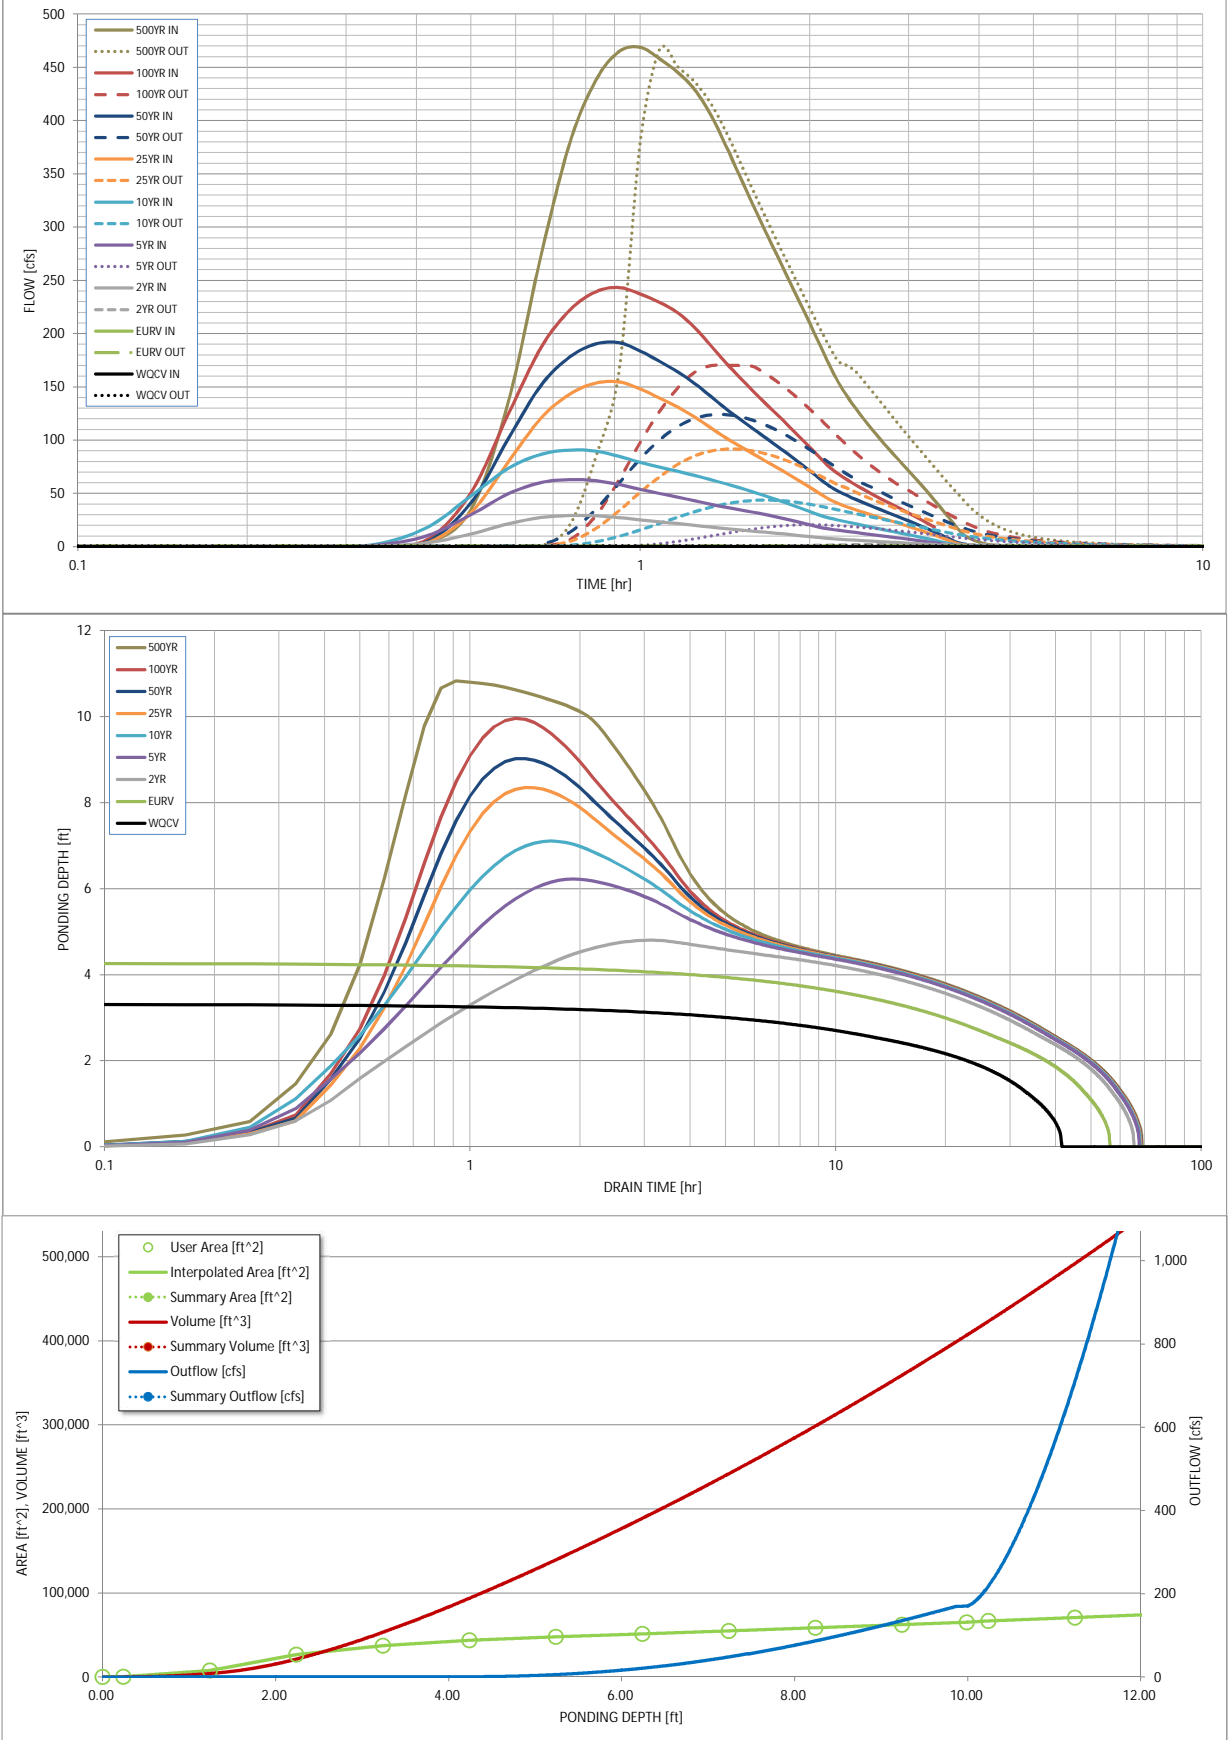 500
450
400
350
300
250
200
150
100
50
0
FLOW [cfs]
500YR IN
500YR OUT
100YR IN
100YR OUT
50YR IN
50YR OUT
25YR IN
25YR OUT
10YR IN
10YR OUT
5YR IN
5YR OUT
2YR IN
2YR OUT
EURV IN
EURV OUT
WQCV IN
WQCV OUT
0.1
1
10
TIME [hr]
12
10
8
6
4
2
0
PONDING DEPTH [ft]
500YR
100YR
50YR
25YR
10YR
5YR
2YR
EURV
WQCV
0.1
1
10
100
DRAIN TIME [hr]
500,000
400,000
300,000
200,000
100,000
0
AREA [ft^2], VOLUME [ft^3]
User Area [ft^2]
Interpolated Area [ft^2]
Summary Area [ft^2]
Volume [ft^3]
Summary Volume [ft^3]
Outflow [cfs]
Summary Outflow [cfs]
1,000
800
600
400
200
0
OUTFLOW [cfs]
0.00
2.00
4.00
6.00
8.00
10.00
12.00
PONDING DEPTH [ft]